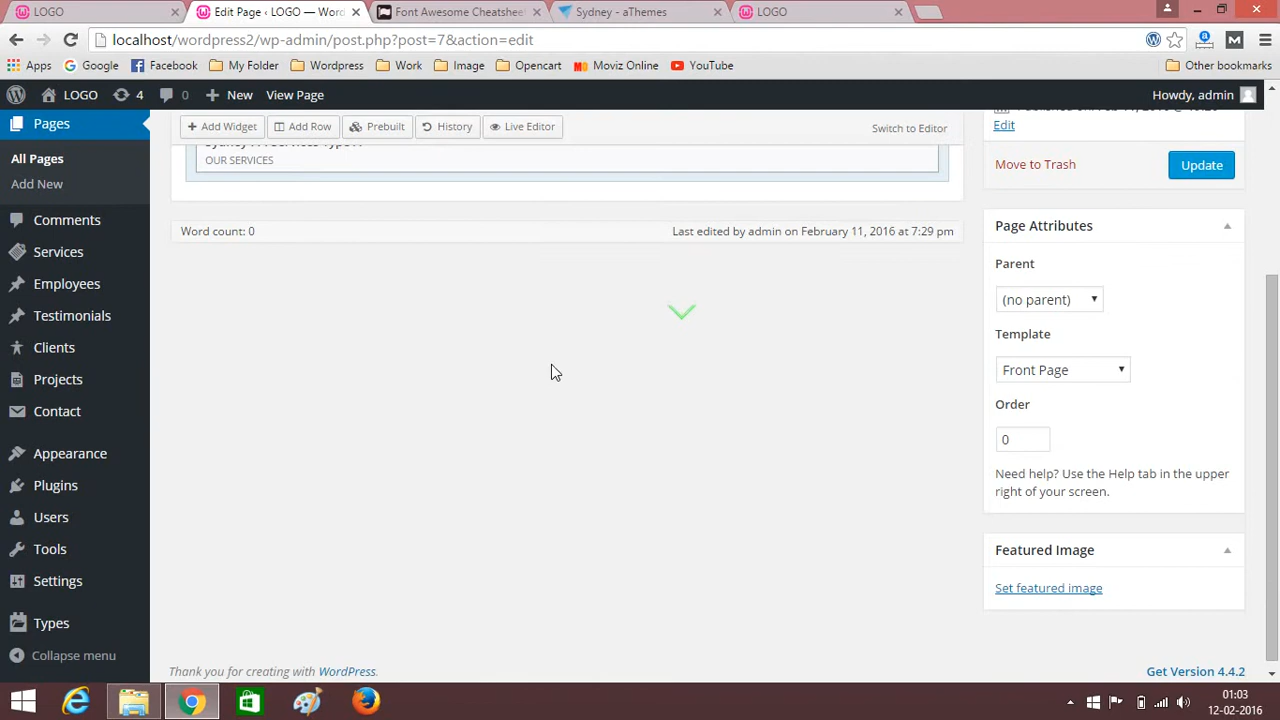 LOGO
Edit Page ‹ LOGO — Word
Font Awesome Cheatsheet
Sydney - aThemes
LOGO
localhost/wordpress2/wp-admin/post.php?post=7&action=edit
Apps
Google
Facebook
My Folder
Wordpress
Work
Image
Opencart
Moviz Online
YouTube
Other bookmarks
LOGO
4
0
New
View Page
Howdy, admin
Pages
Add Widget
Add Row
Prebuilt
History
Live Editor
Switch to Editor
Edit
All Pages
OUR SERVICES
Move to Trash
Update
Add New
Comments
Word count: 0
Last edited by admin on February 11, 2016 at 7:29 pm
Page Attributes
Services
Parent
Employees
(no parent)
Testimonials
Template
Clients
Front Page
Projects
Order
Contact
0
Appearance
Need help? Use the Help tab in the upper
right of your screen.
Plugins
Users
Tools
Featured Image
Settings
Set featured image
Types
Collapse menu
Thank you for creating with WordPress.
Get Version 4.4.2
01:03
12-02-2016